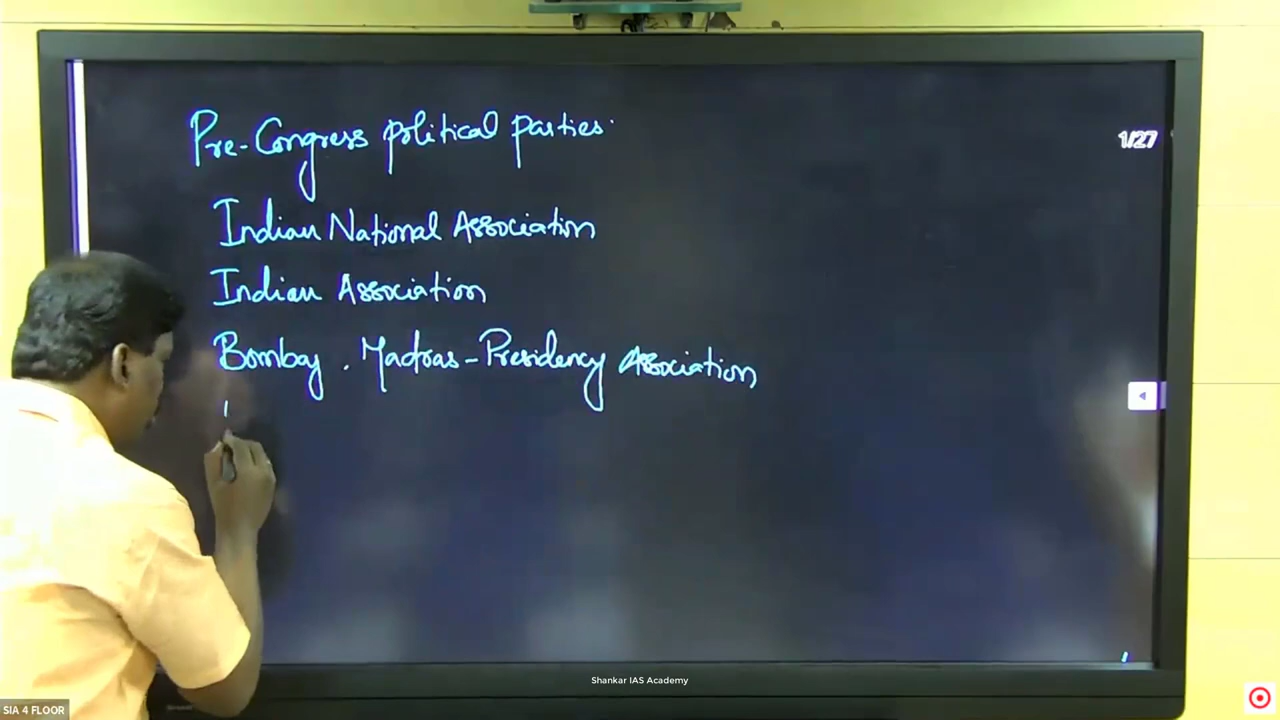 Pre-Congress political parties.
1/27
Indian National Association
Indian Association
Bombay . Madras - Presidency Association
Shankar IAS Academy
SIA 4 FLOOR